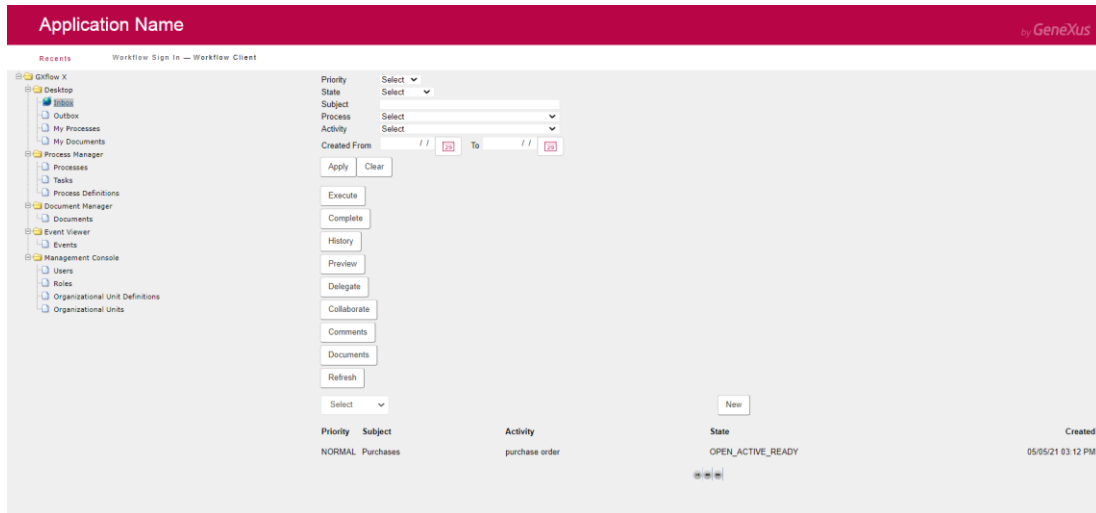 Application Name
by GeneXus
Recents Workflow Sign In — Workflow Client
GXflow X
Desktop
Inbox
Outbox
My Processes
My Documents
Process Manager
Processes
Tasks
Process Definitions
Document Manager
Documents
Event Viewer
Events
Management Console
Users
Roles
Organizational Unit Definitions
Organizational Units
Priority Select
State Select
Subject
Process Select
Activity Select
Created From / / 29 To / / 29
Apply Clear
Execute
Complete
History
Preview
Delegate
Collaborate
Comments
Documents
Refresh
Select New
Priority Subject Activity State Created
NORMAL Purchases purchase order OPEN_ACTIVE_READY 05/05/21 03:12 PM